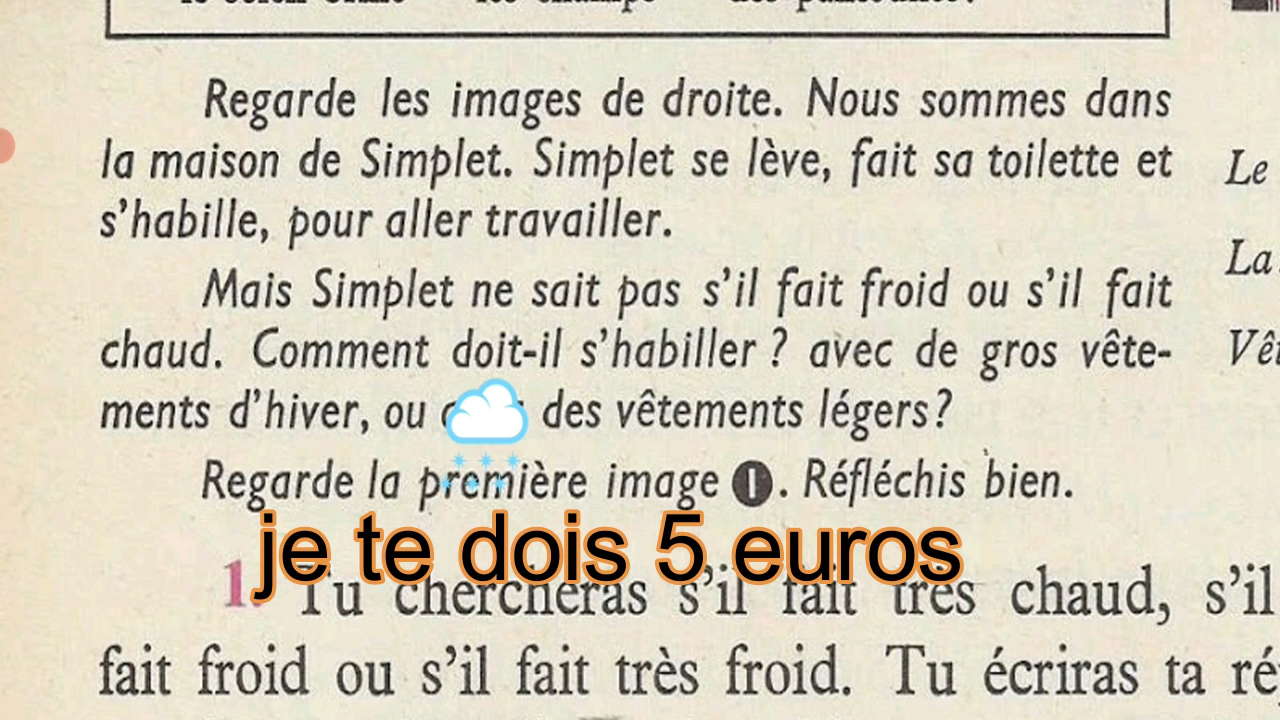 Regarde les images de droite. Nous sommes dans
la maison de Simplet. Simplet se lève, fait sa toilette et
s'habille, pour aller travailler.
Mais Simplet ne sait pas s'il fait froid ou s'il fait
chaud. Comment doit-il s'habiller ? avec de gros vête-
ments d'hiver, ou des vêtements légers ?
Regarde la première image 1. Réfléchis bien.
je te dois 5 euros
1. Tu chercheras s'il fait très chaud, s'il
fait froid ou s'il fait très froid. Tu écriras ta
Le
La